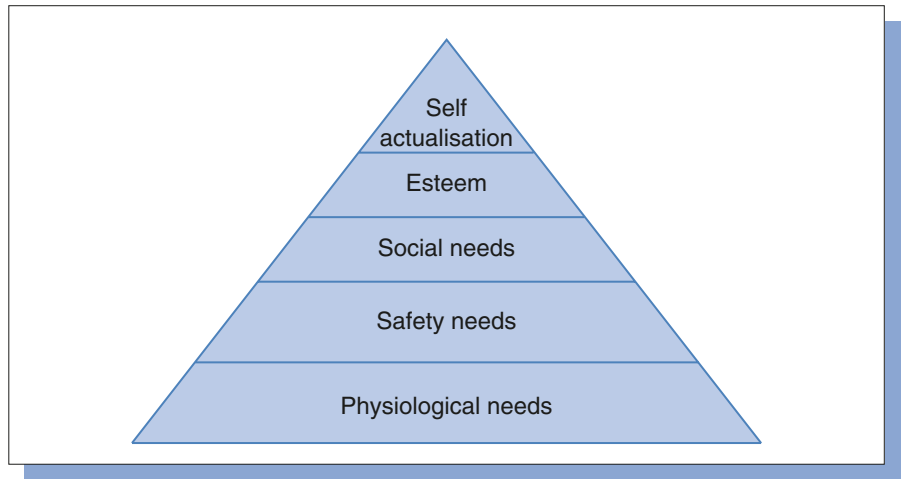 Self
actualisation
Esteem
Social needs
Safety needs
Physiological needs